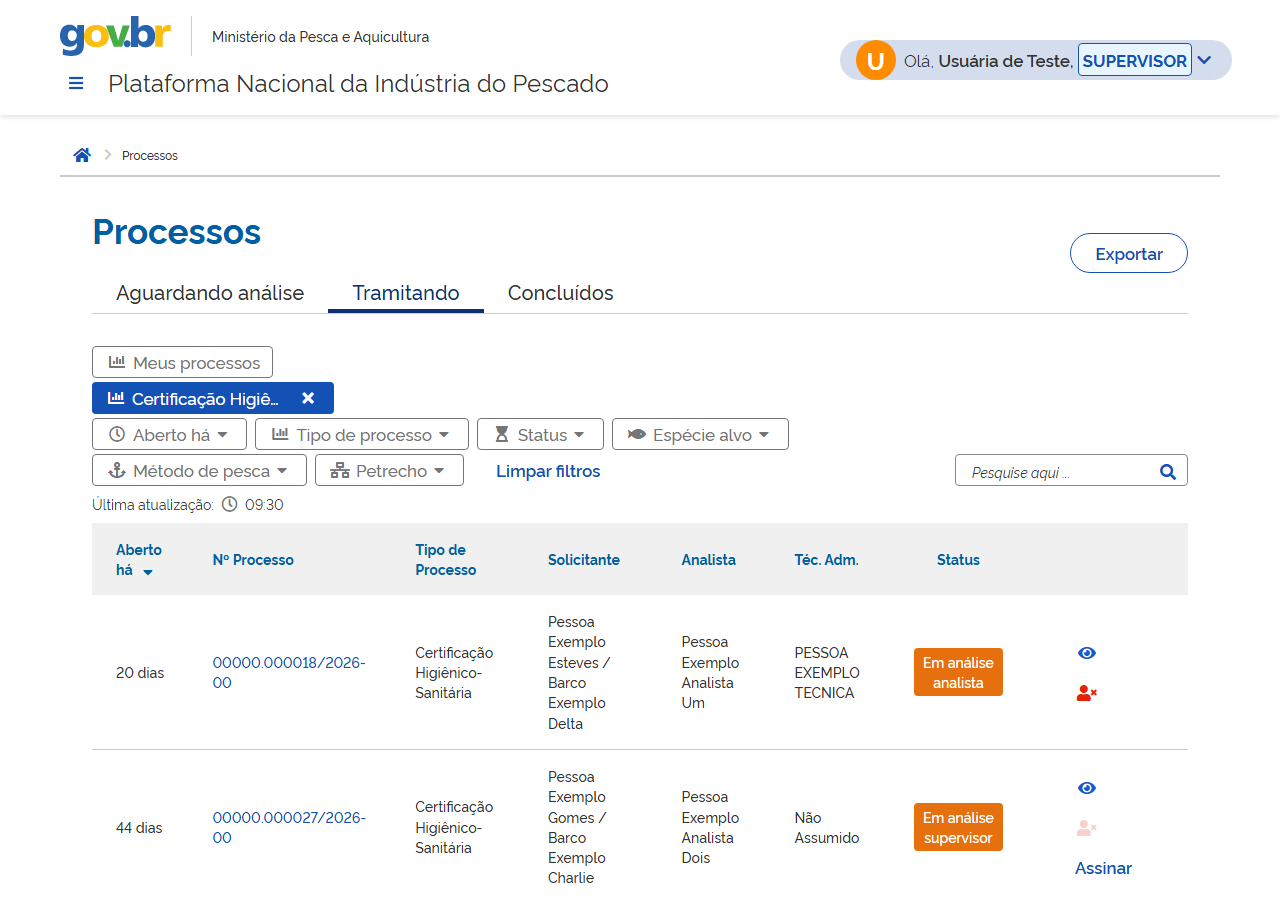 gov.br
Ministério da Pesca e Aquicultura
U Olá, Usuária de Teste, SUPERVISOR
Plataforma Nacional da Indústria do Pescado
Processos
Processos
Exportar
Aguardando análise Tramitando Concluídos
Meus processos
Certificação Higiê...
Aberto há Tipo de processo Status Espécie alvo
Método de pesca Petrecho Limpar filtros Pesquise aqui ...
Última atualização: 09:30
Aberto
há
Nº Processo
Tipo de
Processo
Solicitante
Analista
Téc. Adm.
Status
20 dias
00000.000018/2026-
00
Certificação
Higiênico-
Sanitária
Pessoa
Exemplo
Esteves /
Barco
Exemplo
Delta
Pessoa
Exemplo
Analista
Um
PESSOA
EXEMPLO
TECNICA
Em análise
analista
44 dias
00000.000027/2026-
00
Certificação
Higiênico-
Sanitária
Pessoa
Exemplo
Gomes /
Barco
Exemplo
Charlie
Pessoa
Exemplo
Analista
Dois
Não
Assumido
Em análise
supervisor
Assinar